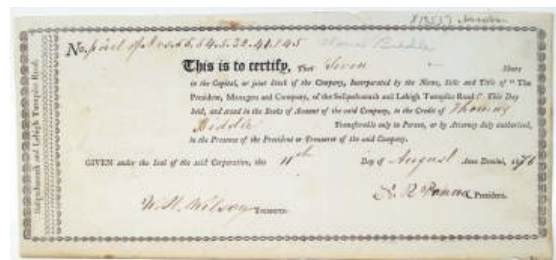 No.
This is to certify, That Seven Share
in the Capital, or joint Stock of the Company, Incorporated by the Name, Stile and Title of “ The
President, Managers and Company, of the Susquehannah and Lehigh Turnpike Road.” This Day
held, and stand in the Books of Account of the said Company, to the Credit of Thomas
Biddle Transferable only in Person, or by Attorney duly authorized,
in the Presence of the President or Treasurer of the said Company.
GIVEN under the Seal of the said Corporation, this 11th Day of August Anno Domini,
President.
W. H. Wilson Treasurer.
Susquehannah and Lehigh Turnpike Road.